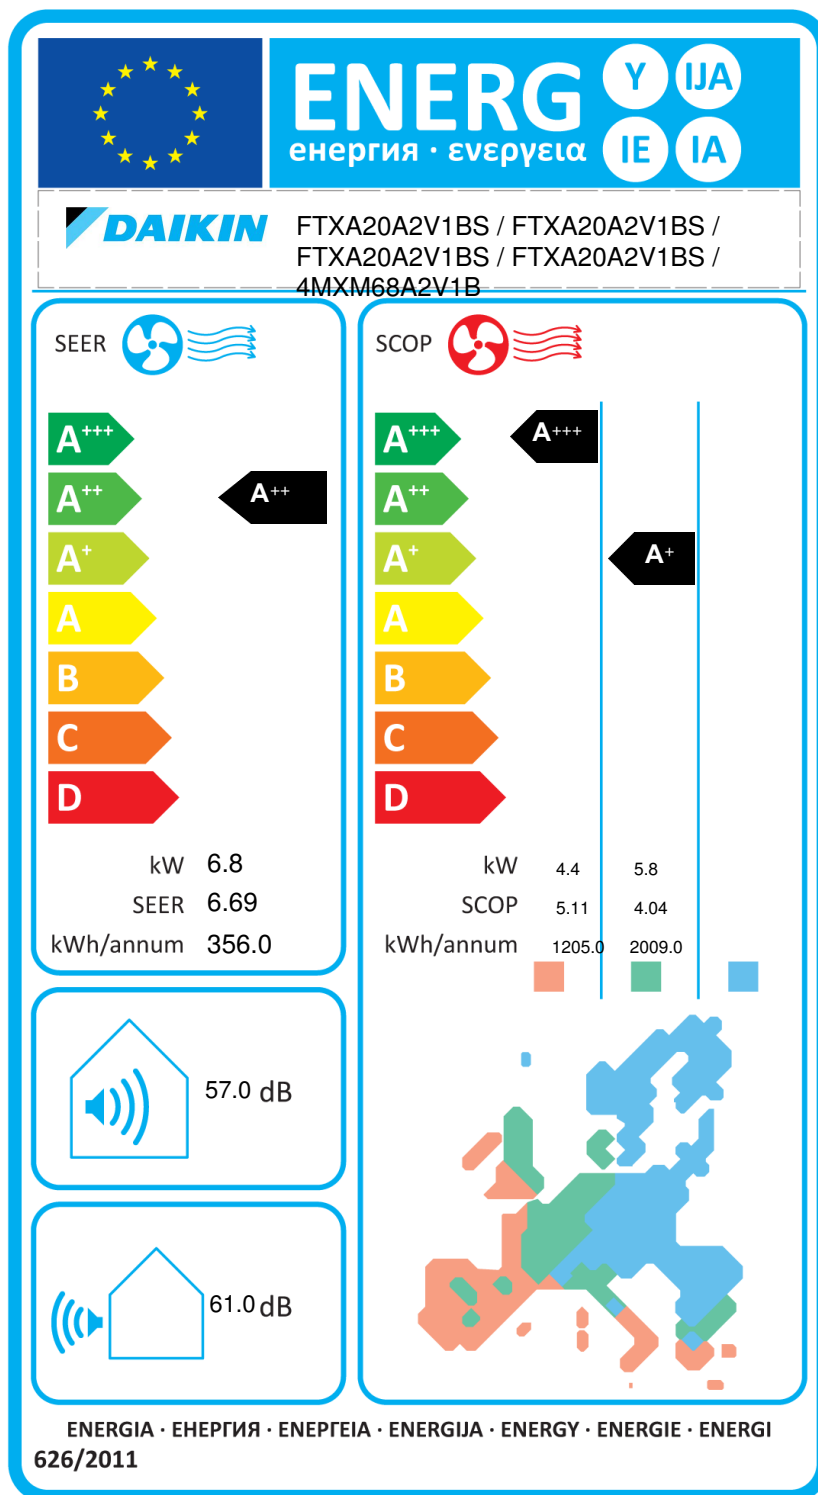 ENERG
Y IJA
енергия · ενεργεια
IE IA
DAIKIN
FTXA20A2V1BS / FTXA20A2V1BS /
FTXA20A2V1BS / FTXA20A2V1BS /
4MXM68A2V1B
SEER
A+++
A++
A++
A+
A
B
C
D
kW 6.8
SEER 6.69
kWh/annum 356.0
SCOP
A+++
A+++
A++
A+
A+
A
B
C
D
kW 4.4 5.8
SCOP 5.11 4.04
kWh/annum 1205.0 2009.0
57.0 dB
61.0 dB
ENERGIA · ЕНЕРГИЯ · ΕΝΕΡΓΕΙΑ · ENERGIJA · ENERGY · ENERGIE · ENERGI
626/2011